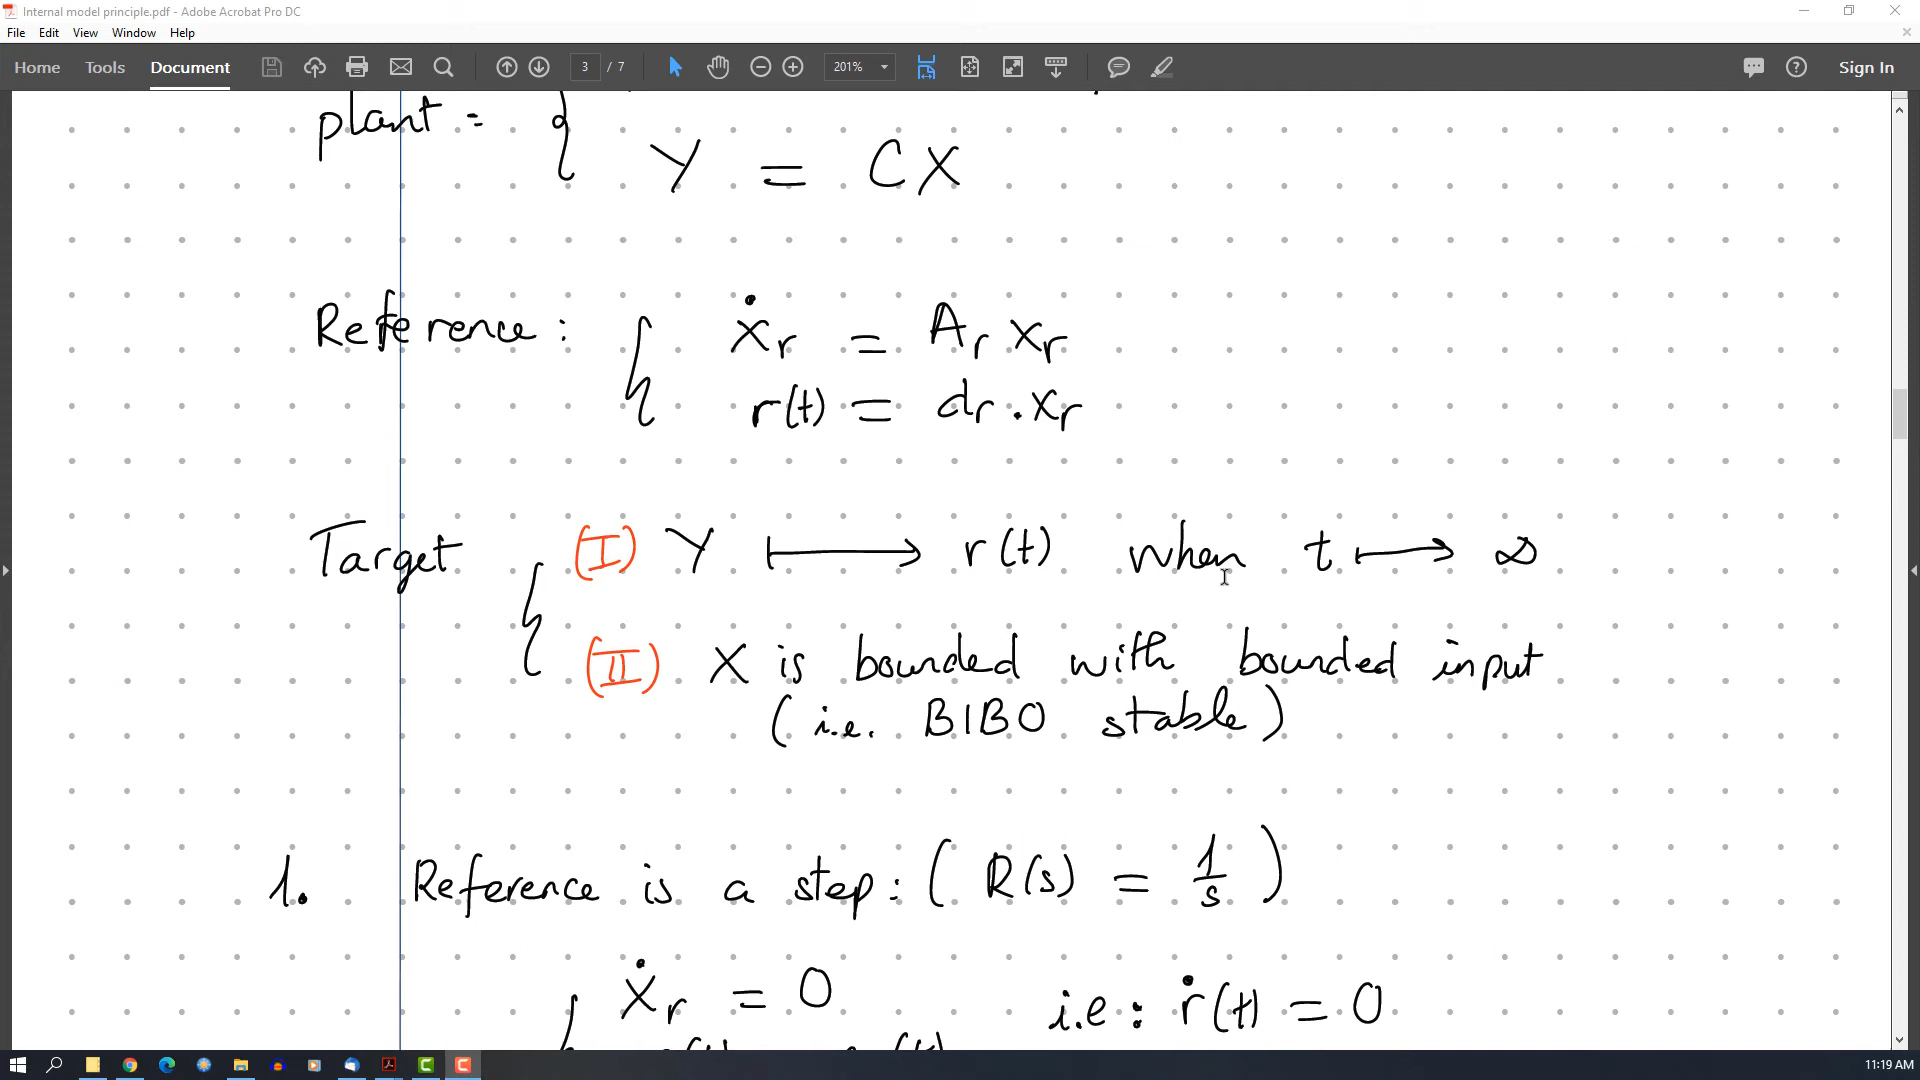 Internal model principle.pdf - Adobe Acrobat Pro DC
File Edit View Window Help
Home Tools Document 3 / 7 201% Sign In
plant = {
Y = CX
Reference : { ẋr = Ar xr
r(t) = dr . xr
Target { (I) Y ⟼ r(t) when t ⟼ ∞
(II) X is bounded with bounded input
(i.e. BIBO stable)
1. Reference is a step : ( R(s) = 1/s )
ẋr = 0 i.e : ṙ(t) = 0
11:19 AM